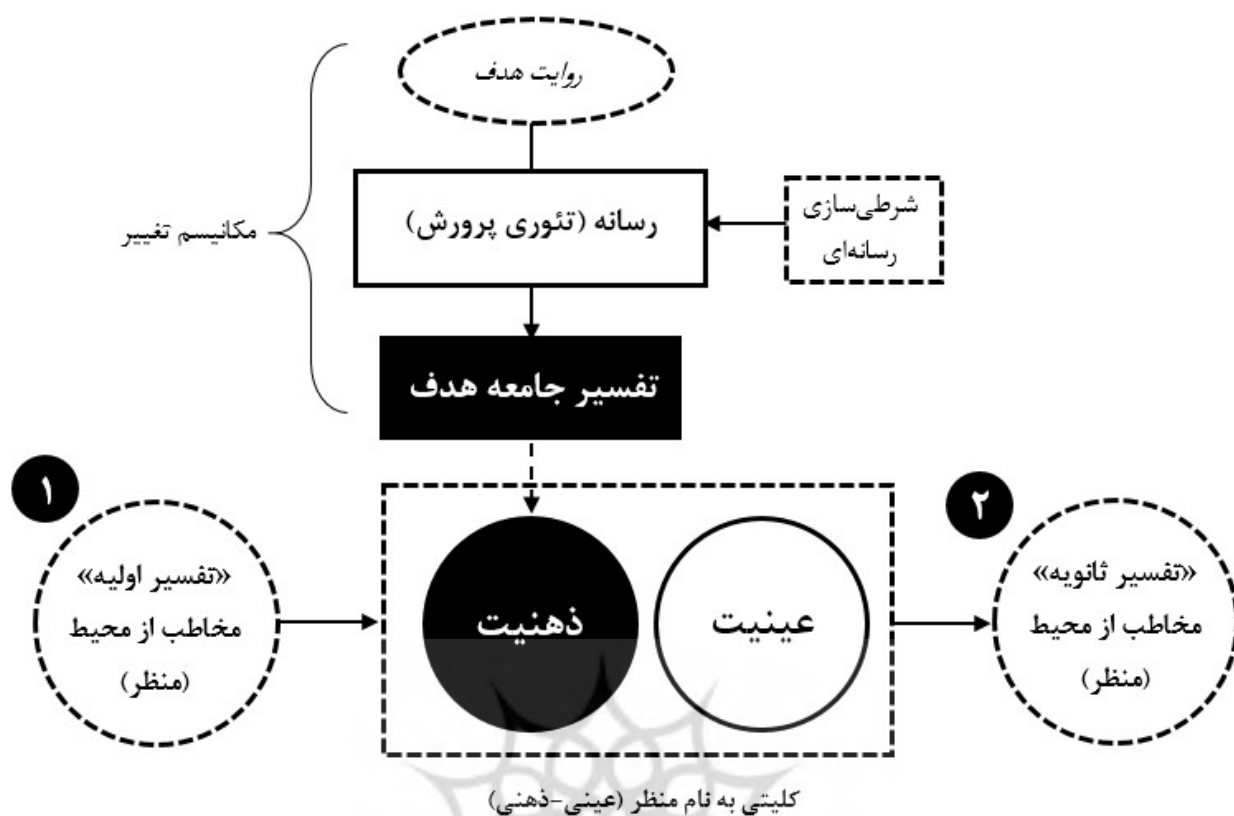 روایت هدف
رسانه (تئوری پرورش)
شرطی‌سازی
رسانه‌ای
مکانیسم تغییر
تفسیر جامعه هدف
۱
«تفسیر اولیه»
مخاطب از محیط
(منظر)
ذهنیت
عینیت
۲
«تفسیر ثانویه»
مخاطب از محیط
(منظر)
کلیتی به نام منظر (عینی-ذهنی)